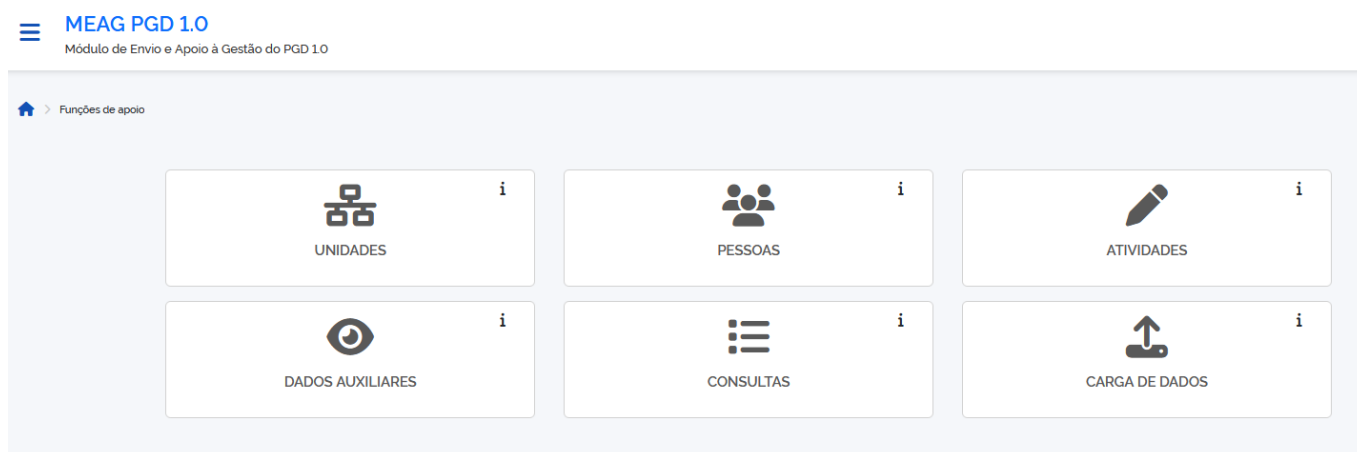 MEAG PGD 1.0
Módulo de Envio e Apoio à Gestão do PGD 1.0
Funções de apoio
i
UNIDADES
i
PESSOAS
i
ATIVIDADES
i
DADOS AUXILIARES
i
CONSULTAS
i
CARGA DE DADOS